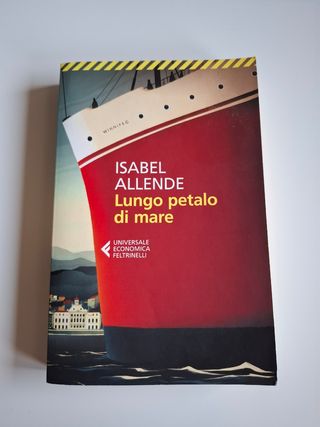 WINNIPEG
ISABEL
ALLENDE
Lungo petalo
di mare
UNIVERSALE
ECONOMICA
FELTRINELLI